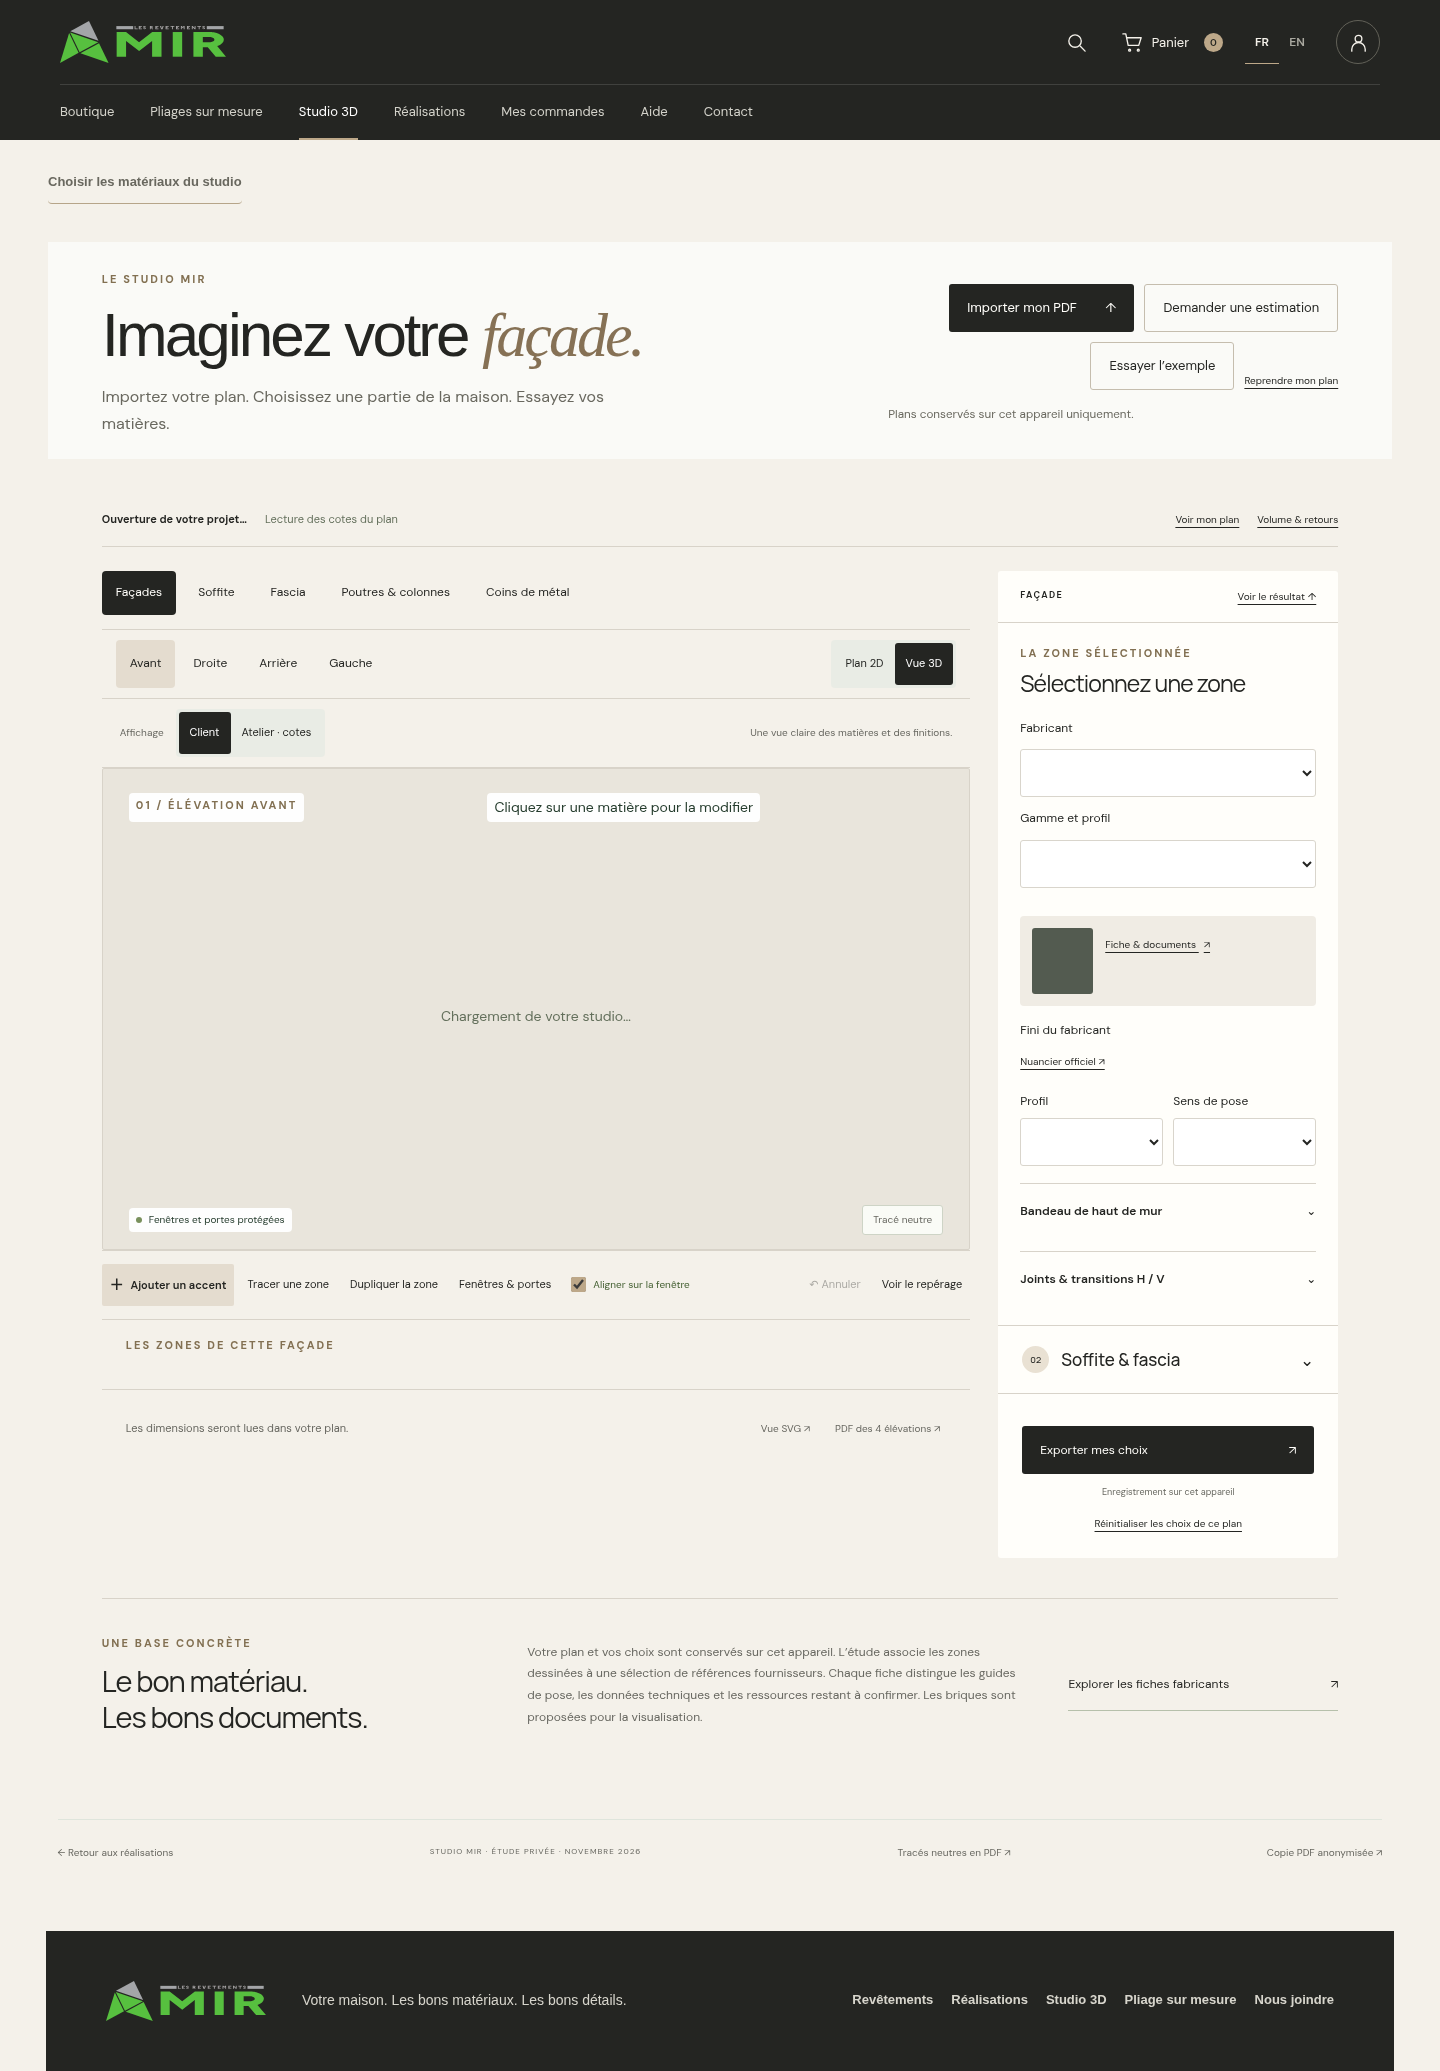 LES REVETEMENTS
MIR
Panier 0 FR EN
Boutique Pliages sur mesure Studio 3D Réalisations Mes commandes Aide Contact
Choisir les matériaux du studio
LE STUDIO MIR
Imaginez votre façade.
Importez votre plan. Choisissez une partie de la maison. Essayez vos
matières.
Importer mon PDF ↑ Demander une estimation
Essayer l’exemple Reprendre mon plan
Plans conservés sur cet appareil uniquement.
Ouverture de votre projet… Lecture des cotes du plan Voir mon plan Volume & retours
Façades Soffite Fascia Poutres & colonnes Coins de métal
Avant Droite Arrière Gauche Plan 2D Vue 3D
Affichage Client Atelier · cotes Une vue claire des matières et des finitions.
01 / ÉLÉVATION AVANT Cliquez sur une matière pour la modifier
Chargement de votre studio…
Fenêtres et portes protégées Tracé neutre
+ Ajouter un accent Tracer une zone Dupliquer la zone Fenêtres & portes Aligner sur la fenêtre ↶ Annuler Voir le repérage
LES ZONES DE CETTE FAÇADE
Les dimensions seront lues dans votre plan. Vue SVG ↗ PDF des 4 élévations ↗
FAÇADE Voir le résultat ↑
LA ZONE SÉLECTIONNÉE
Sélectionnez une zone
Fabricant
Gamme et profil
Fiche & documents ↗
Fini du fabricant
Nuancier officiel ↗
Profil Sens de pose
Bandeau de haut de mur
Joints & transitions H / V
02 Soffite & fascia
Exporter mes choix ↗
Enregistrement sur cet appareil
Réinitialiser les choix de ce plan
UNE BASE CONCRÈTE
Le bon matériau.
Les bons documents.
Votre plan et vos choix sont conservés sur cet appareil. L’étude associe les zones
dessinées à une sélection de références fournisseurs. Chaque fiche distingue les guides
de pose, les données techniques et les ressources restant à confirmer. Les briques sont
proposées pour la visualisation.
Explorer les fiches fabricants ↗
← Retour aux réalisations STUDIO MIR · ÉTUDE PRIVÉE · NOVEMBRE 2026 Tracés neutres en PDF ↗ Copie PDF anonymisée ↗
LES REVETEMENTS
MIR
Votre maison. Les bons matériaux. Les bons détails.
Revêtements Réalisations Studio 3D Pliage sur mesure Nous joindre